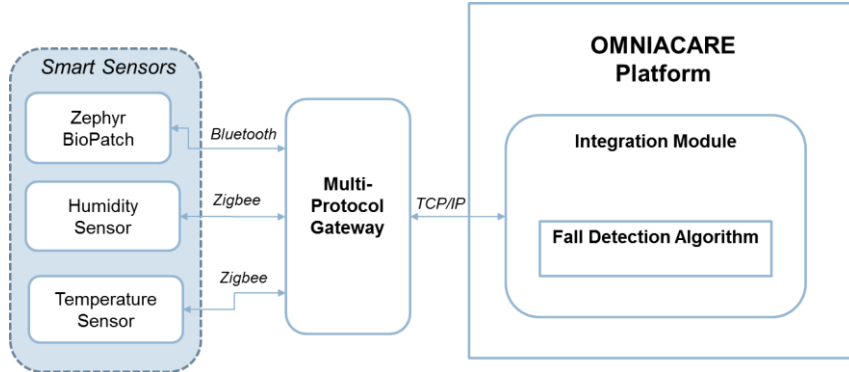 Smart Sensors
Zephyr
BioPatch
Bluetooth
Humidity
Sensor
Zigbee
Temperature
Sensor
Zigbee
Multi-
Protocol
Gateway
TCP/IP
OMNIACARE
Platform
Integration Module
Fall Detection Algorithm